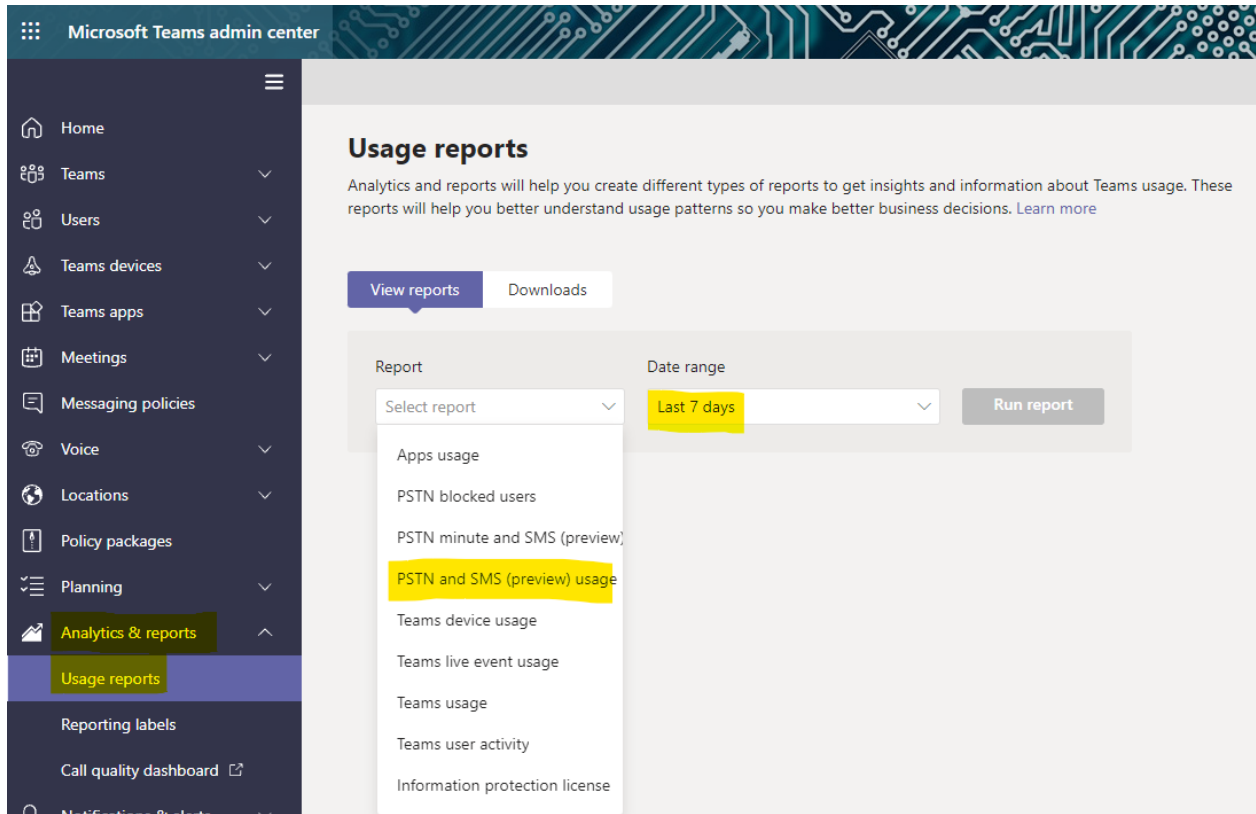 Microsoft Teams admin center
Home
Teams
Users
Teams devices
Teams apps
Meetings
Messaging policies
Voice
Locations
Policy packages
Planning
Analytics & reports
Usage reports
Reporting labels
Call quality dashboard
Notifications & alerts
Usage reports
Analytics and reports will help you create different types of reports to get insights and information about Teams usage. These
reports will help you better understand usage patterns so you make better business decisions. Learn more
View reports
Downloads
Report
Date range
Select report
Last 7 days
Run report
Apps usage
PSTN blocked users
PSTN minute and SMS (preview)
PSTN and SMS (preview) usage
Teams device usage
Teams live event usage
Teams usage
Teams user activity
Information protection license